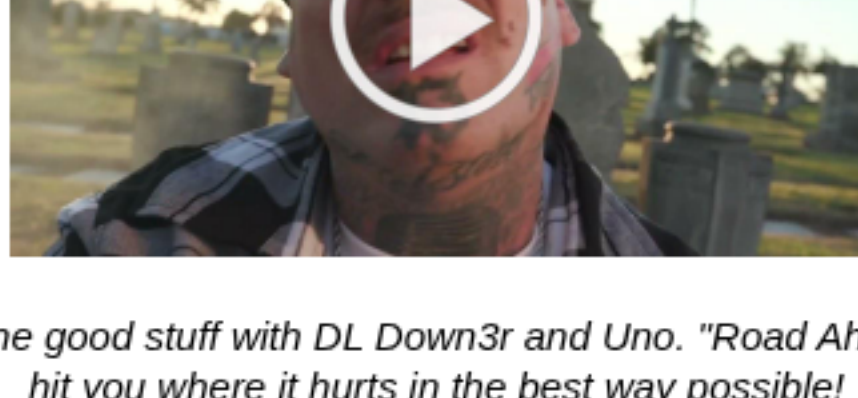 he good stuff with DL Down3r and Uno. "Road Ah
hit you where it hurts in the best way possible!